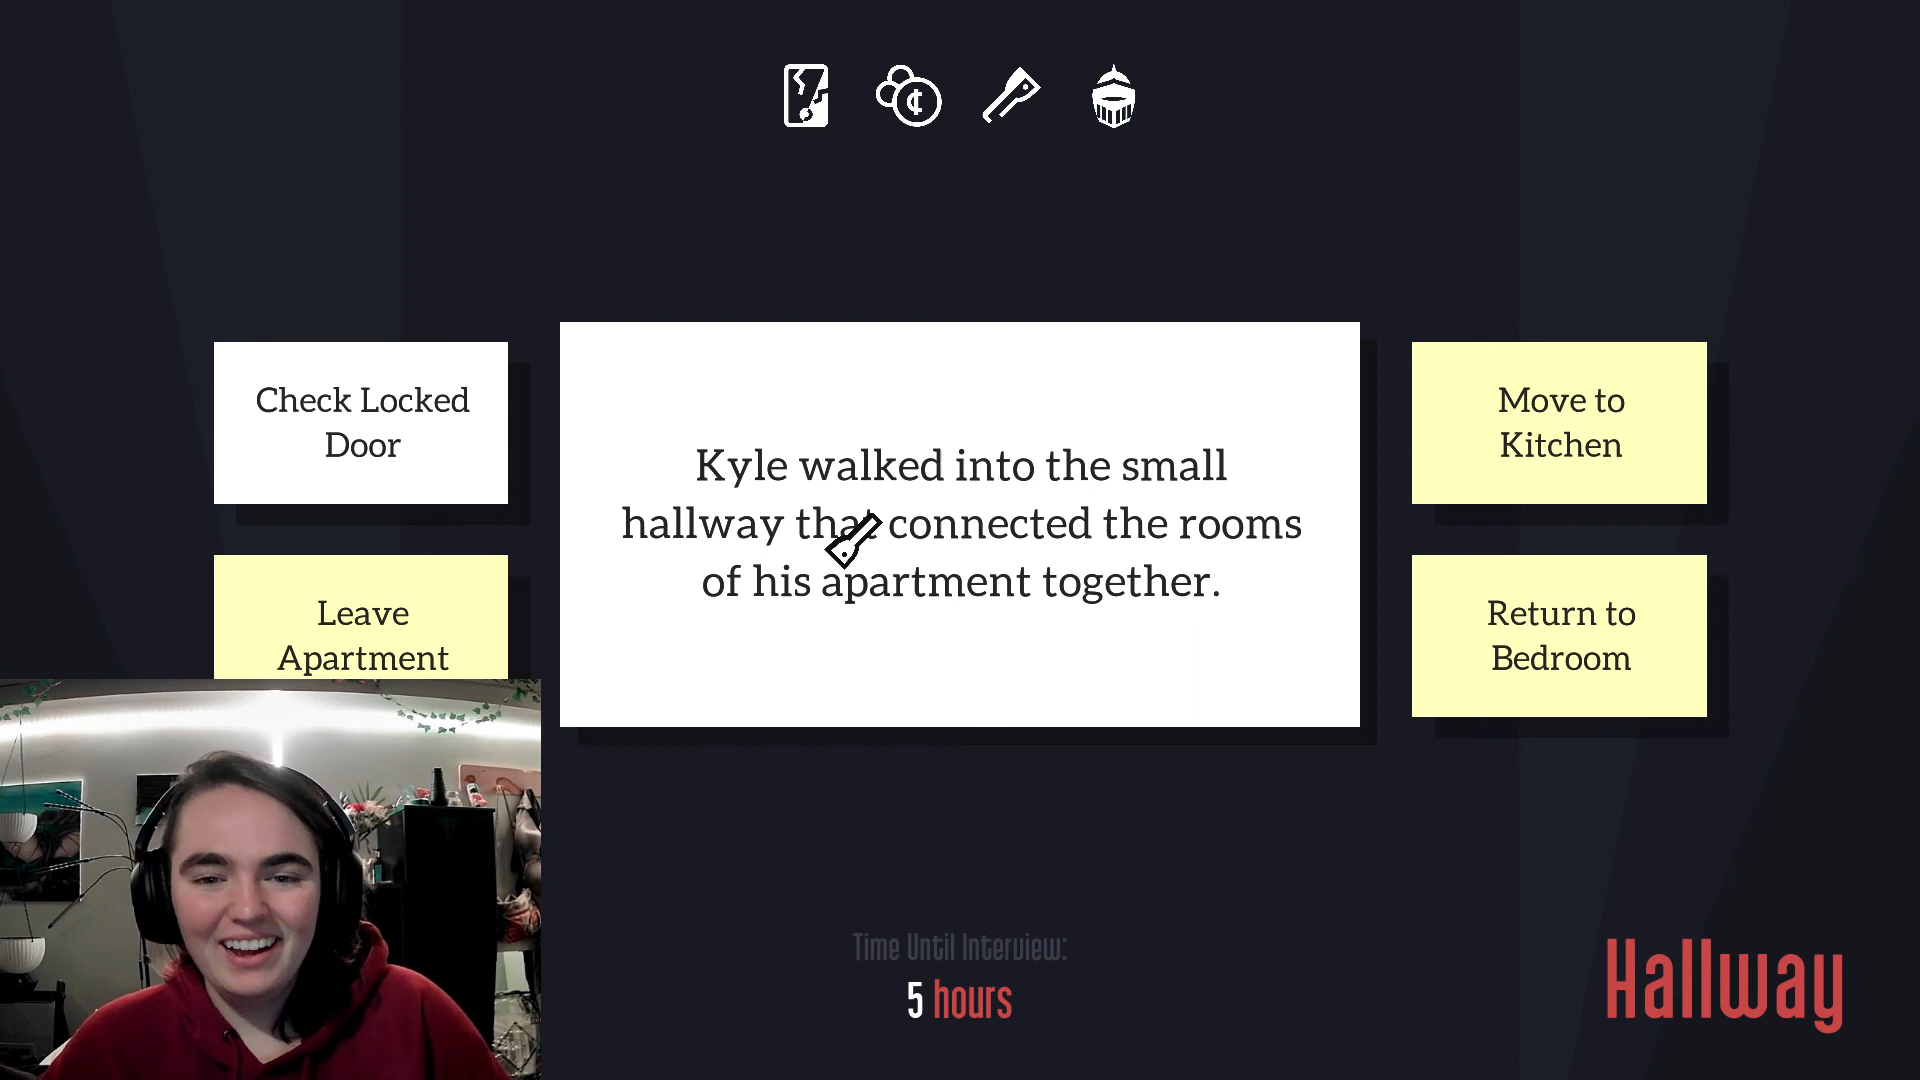 Check Locked
Door
Leave
Apartment
Kyle walked into the small
hallway that connected the rooms
of his apartment together.
Move to
Kitchen
Return to
Bedroom
Time Until Interview:
5 hours
Hallway